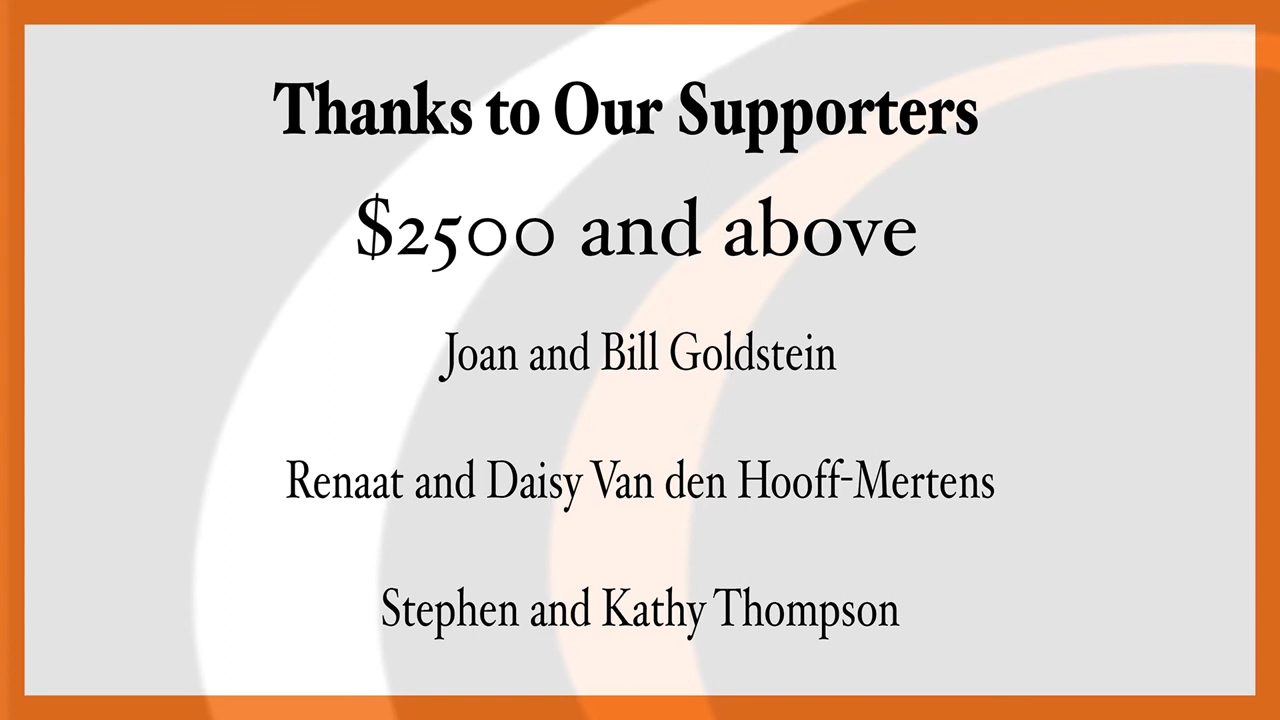 Thanks to Our Supporters
$2500 and above
Joan and Bill Goldstein
Renaat and Daisy Van den Hooff-Mertens
Stephen and Kathy Thompson